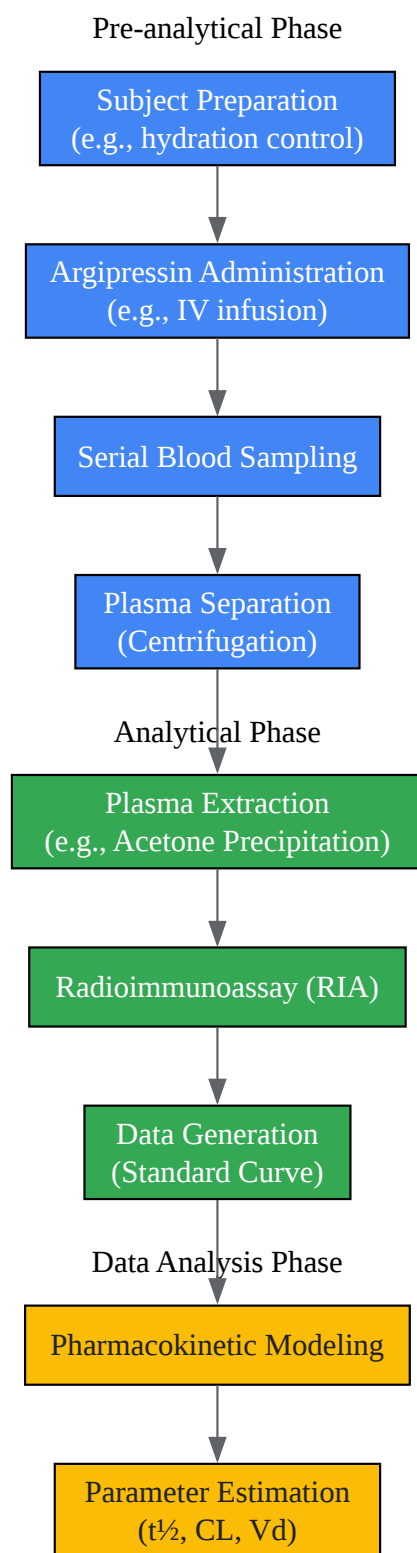 Pre-analytical Phase
Subject Preparation
(e.g., hydration control)
Argipressin Administration
(e.g., IV infusion)
Serial Blood Sampling
Plasma Separation
(Centrifugation)
Analytical Phase
Plasma Extraction
(e.g., Acetone Precipitation)
Radioimmunoassay (RIA)
Data Generation
(Standard Curve)
Data Analysis Phase
Pharmacokinetic Modeling
Parameter Estimation
(t½, CL, Vd)